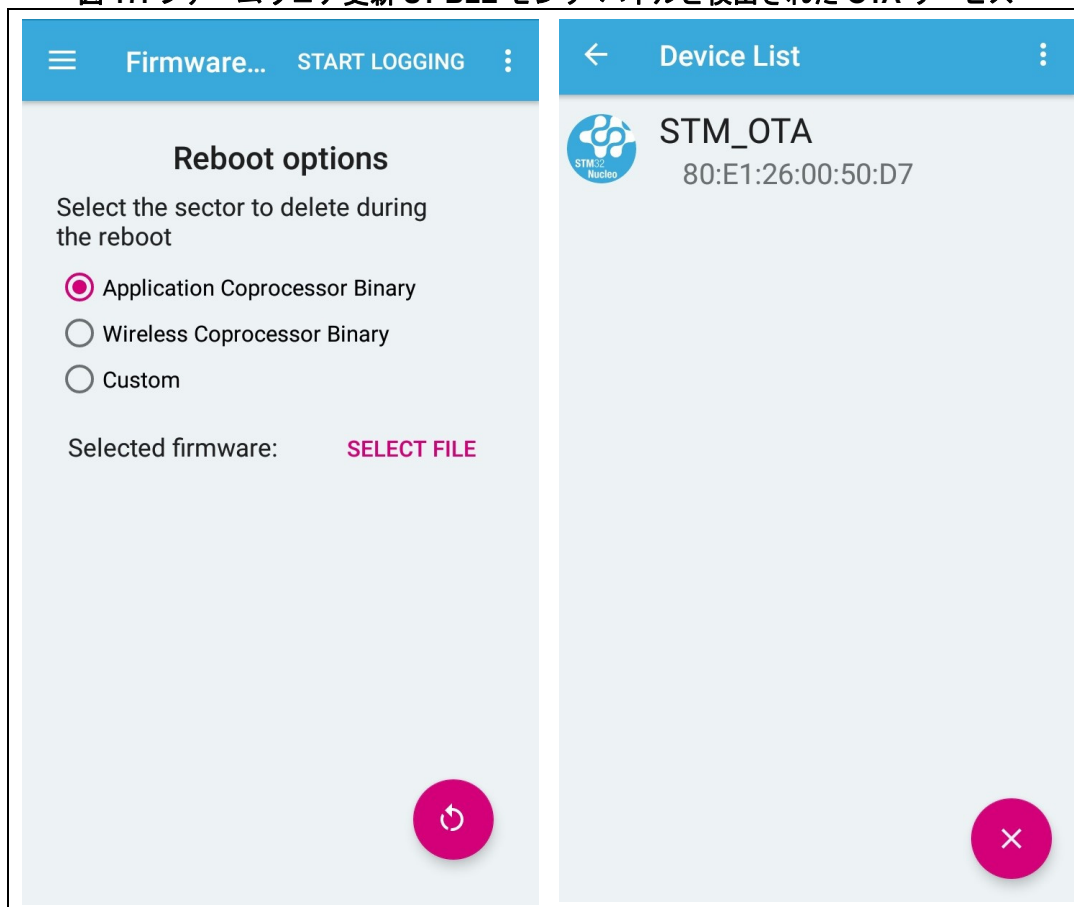 Firmware... START LOGGING
Reboot options
Select the sector to delete during
the reboot
Application Coprocessor Binary
Wireless Coprocessor Binary
Custom
Selected firmware: SELECT FILE
Device List
STM32
Nucleo
STM_OTA
80:E1:26:00:50:D7